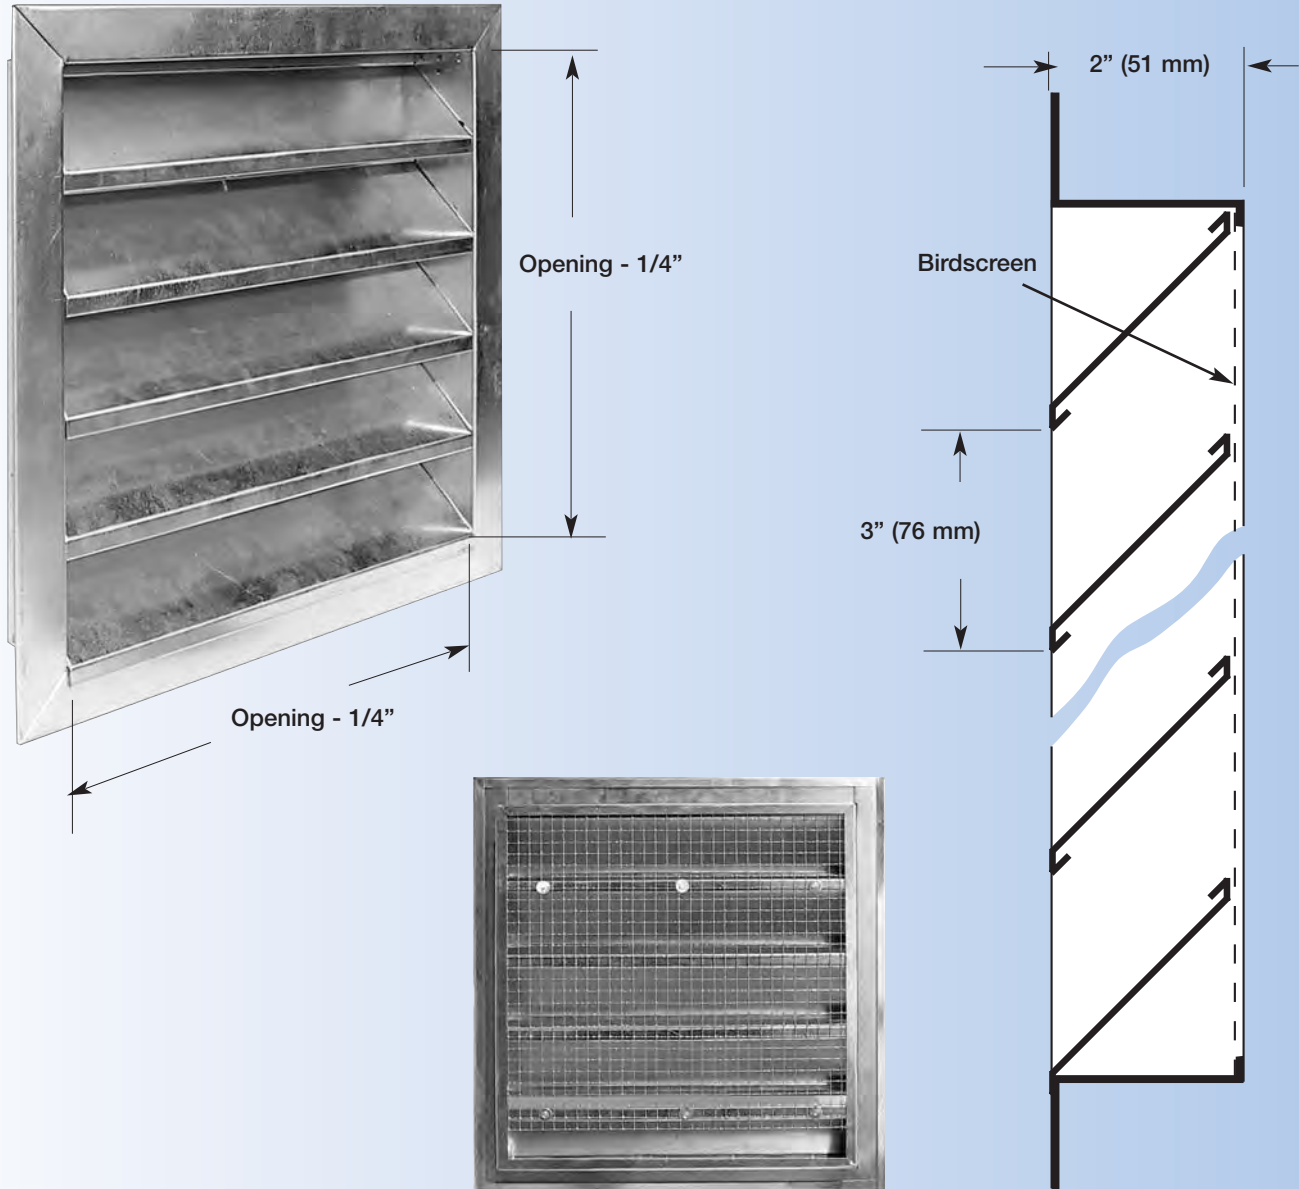 2” (51 mm)
Opening - 1/4”
Birdscreen
3” (76 mm)
Opening - 1/4”